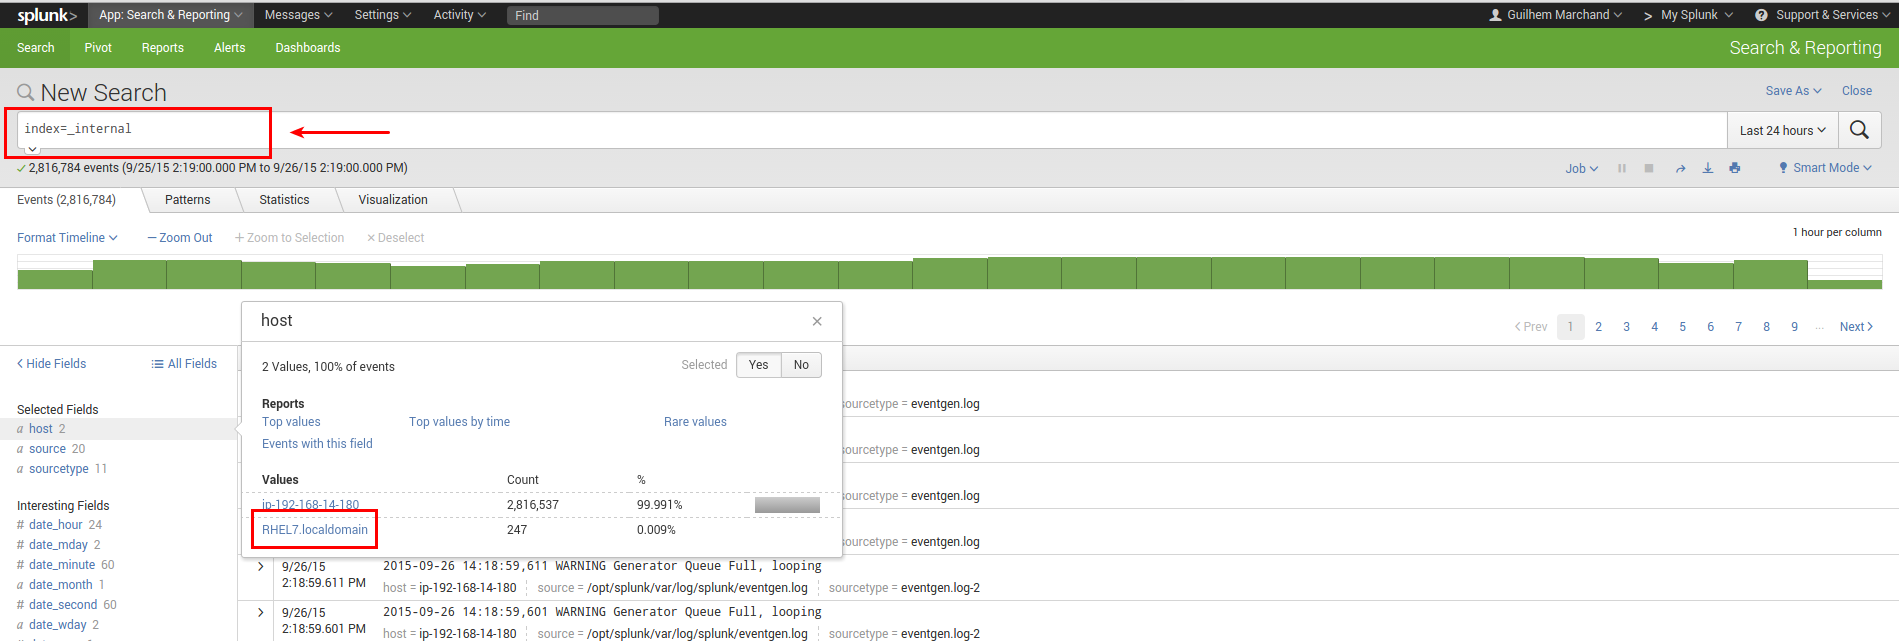 splunk> App: Search & Reporting Messages Settings Activity Find Guilhem Marchand > My Splunk ? Support & Services
Search Pivot Reports Alerts Dashboards Search & Reporting
New Search Save As Close
index=_internal Last 24 hours
✓ 2,816,784 events (9/25/15 2:19:00.000 PM to 9/26/15 2:19:00.000 PM) Job Smart Mode
Events (2,816,784) Patterns Statistics Visualization
Format Timeline — Zoom Out + Zoom to Selection × Deselect 1 hour per column
host ×
< Prev 1 2 3 4 5 6 7 8 9 ... Next >
< Hide Fields All Fields
2 Values, 100% of events Selected Yes No
Selected Fields
a host 2
a source 20
a sourcetype 11
Interesting Fields
# date_hour 24
# date_mday 2
# date_minute 60
a date_month 1
# date_second 60
a date_wday 2
Reports
Top values Top values by time Rare values
Events with this field
Values Count %
ip-192-168-14-180 2,816,537 99.991%
RHEL7.localdomain 247 0.009%
sourcetype = eventgen.log
sourcetype = eventgen.log
sourcetype = eventgen.log
sourcetype = eventgen.log
> 9/26/15 2015-09-26 14:18:59,611 WARNING Generator Queue Full, looping
2:18:59.611 PM host = ip-192-168-14-180 source = /opt/splunk/var/log/splunk/eventgen.log sourcetype = eventgen.log-2
> 9/26/15 2015-09-26 14:18:59,601 WARNING Generator Queue Full, looping
2:18:59.601 PM host = ip-192-168-14-180 source = /opt/splunk/var/log/splunk/eventgen.log sourcetype = eventgen.log-2